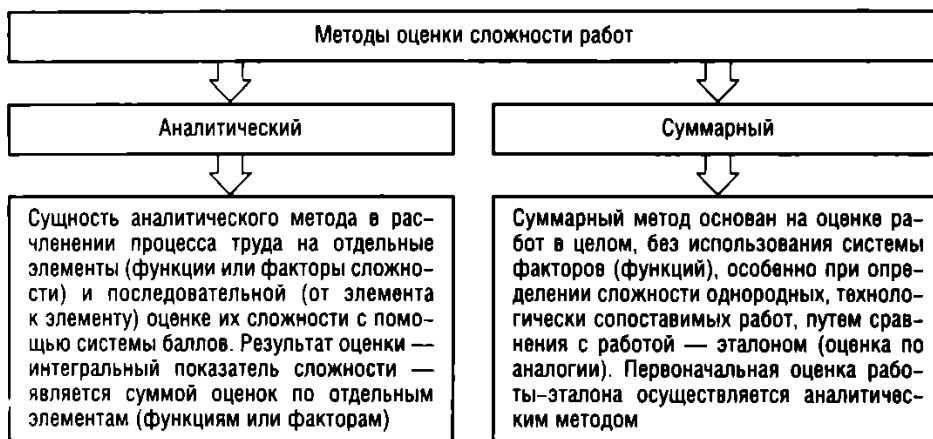 Методы оценки сложности работ
Аналитический
Суммарный
Сущность аналитического метода в рас-
членении процесса труда на отдельные
элементы (функции или факторы сложно-
сти) и последовательной (от элемента
к элементу) оценке их сложности с помо-
щью системы баллов. Результат оценки —
интегральный показатель сложности —
является суммой оценок по отдельным
элементам (функциям или факторам)
Суммарный метод основан на оценке ра-
бот в целом, без использования системы
факторов (функций), особенно при опре-
делении сложности однородных, техноло-
гически сопоставимых работ, путем срав-
нения с работой — эталоном (оценка по
аналогии). Первоначальная оценка рабо-
ты-эталона осуществляется аналитичес-
ким методом